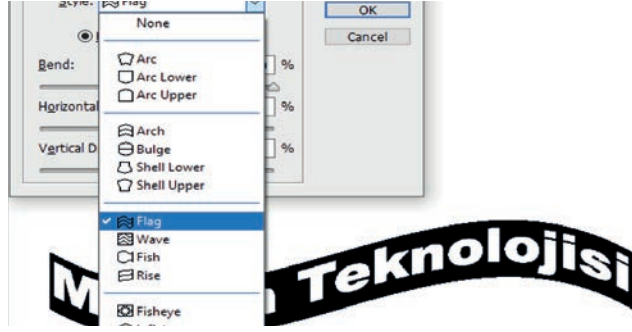 Style: Flag
OK
None
Cancel
Bend:
%
Arc
Arc Lower
Arc Upper
Horizontal
%
Arch
Bulge
Vertical D
%
Shell Lower
Shell Upper
Flag
Wave
Fish
Rise
Teknolojisi
Fisheye